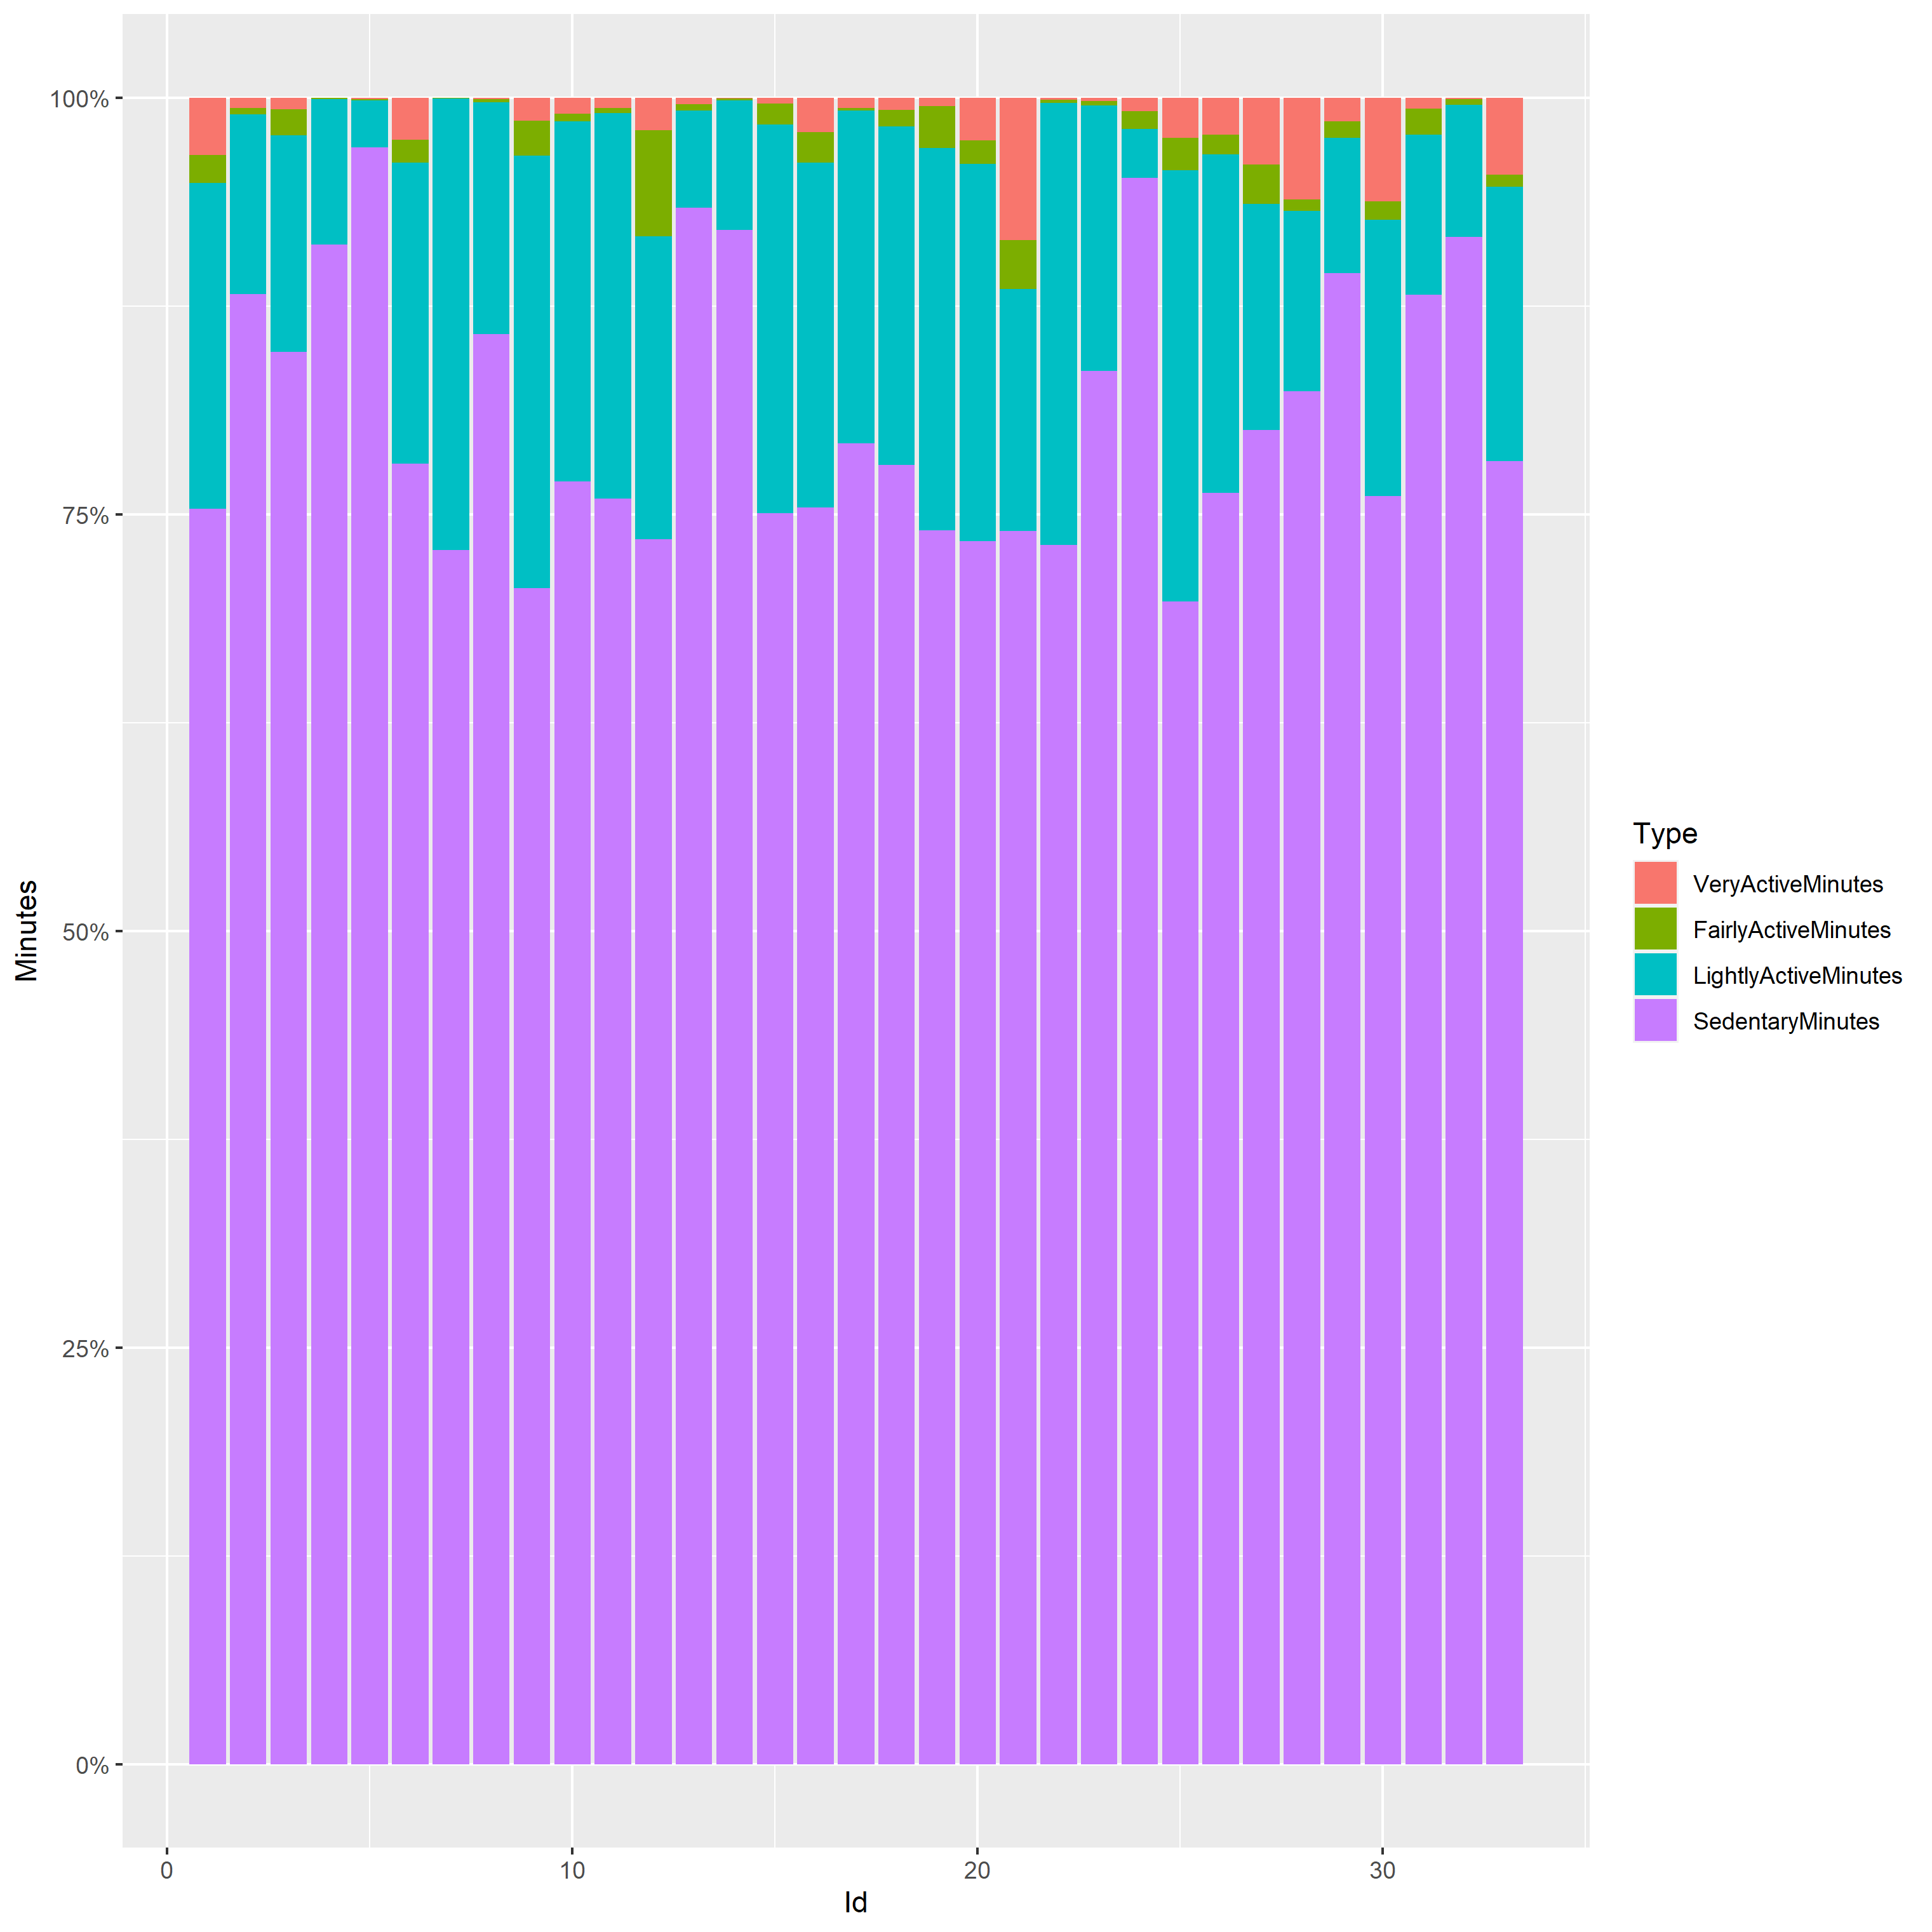 100%
75%
50%
25%
0%
Minutes
0 10 20 30
Id
Type
VeryActiveMinutes
FairlyActiveMinutes
LightlyActiveMinutes
SedentaryMinutes